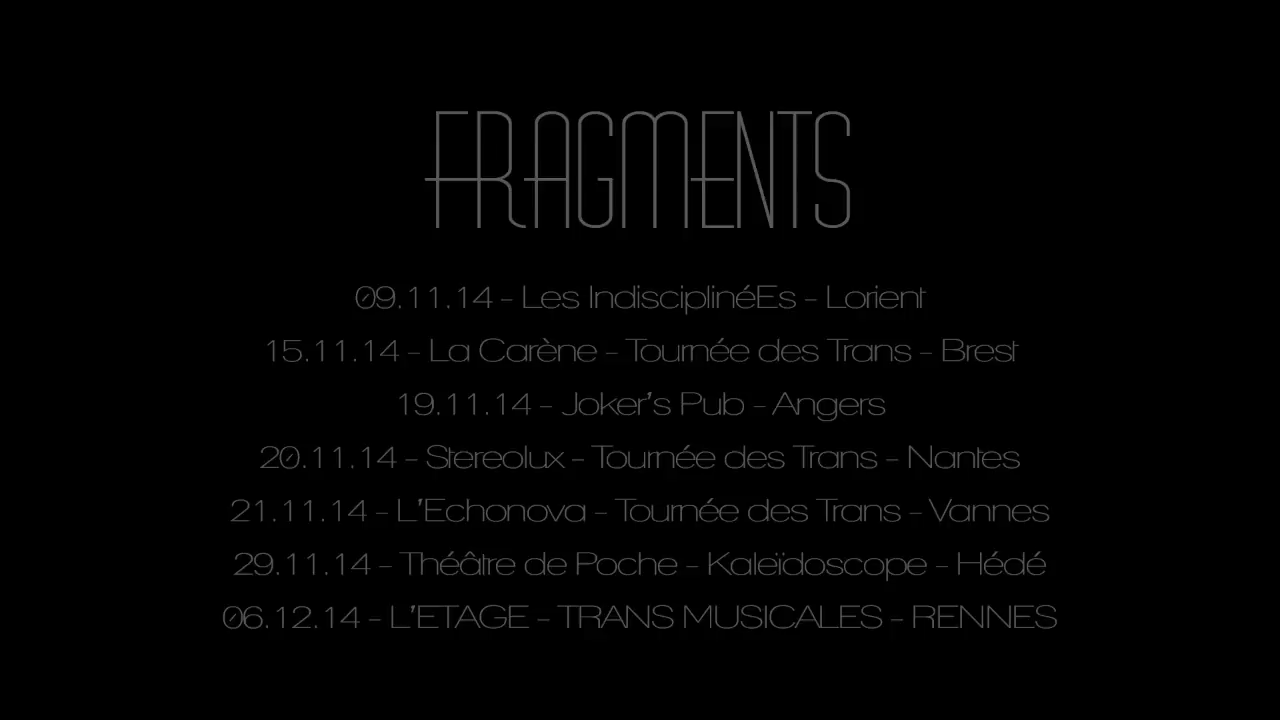 FRAGMENTS
09.11.14 - Les IndisciplinéEs - Lorient
15.11.14 - La Carène - Tournée des Trans - Brest
19.11.14 - Joker's Pub - Angers
20.11.14 - Stereolux - Tournée des Trans - Nantes
21.11.14 - L'Echonova - Tournée des Trans - Vannes
29.11.14 - Théâtre de Poche - Kaleïdoscope - Hédé
06.12.14 - L'ETAGE - TRANS MUSICALES - RENNES